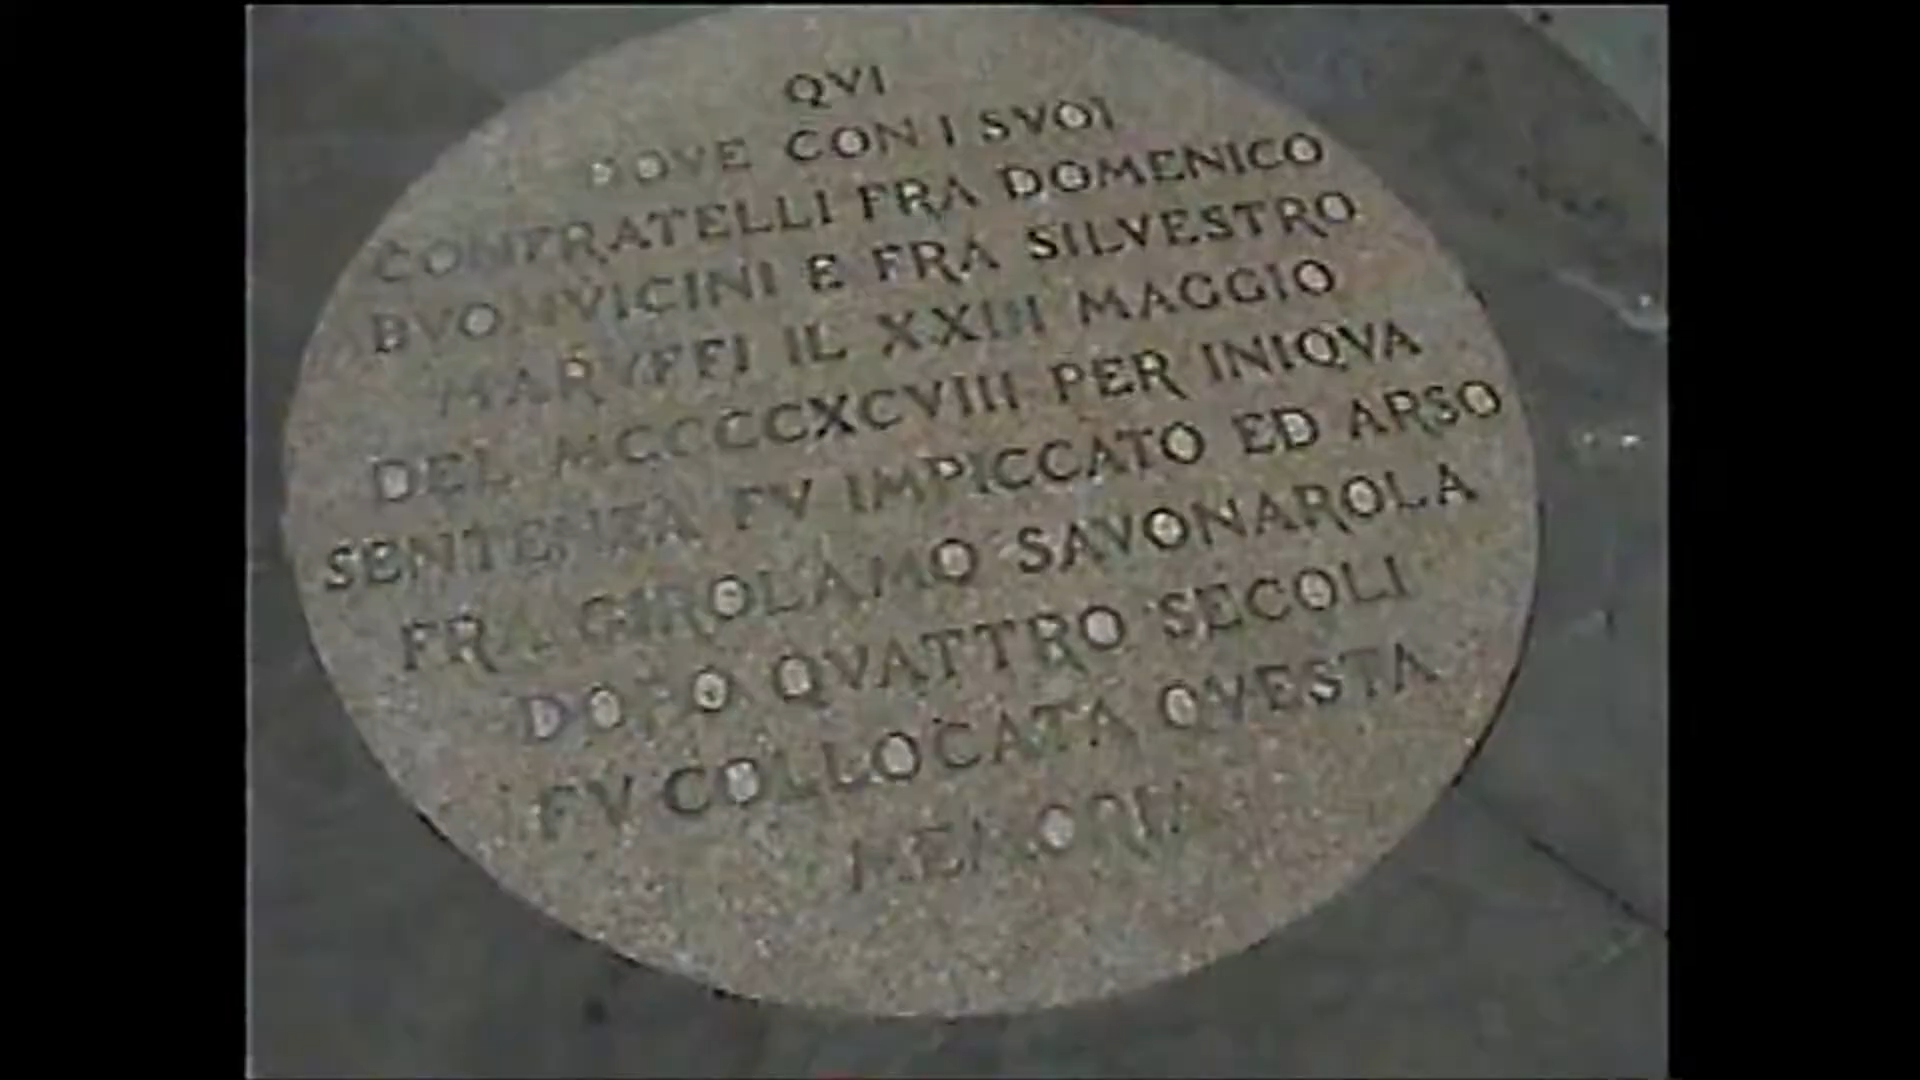 QVI
DOVE CON I SVOI
CONFRATELLI FRA DOMENICO
BVONVICINI E FRA SILVESTRO
MARVFFI IL XXIII MAGGIO
DEL MCCCCXCVIII PER INIQVA
SENTENZA FV IMPICCATO ED ARSO
FRA GIROLAMO SAVONAROLA
DOPO QVATTRO SECOLI
FV COLLOCATA QVESTA
MEMORIA